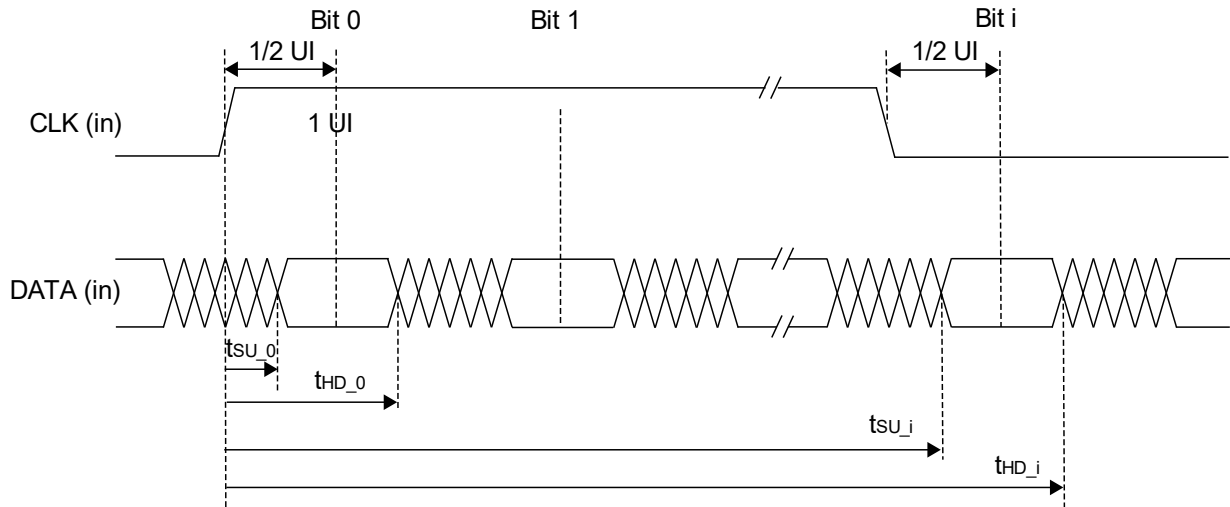 Bit 0 Bit 1 Bit i
1/2 UI 1/2 UI
CLK (in) 1 UI
DATA (in)
tSU_0
tHD_0
tSU_i
tHD_i